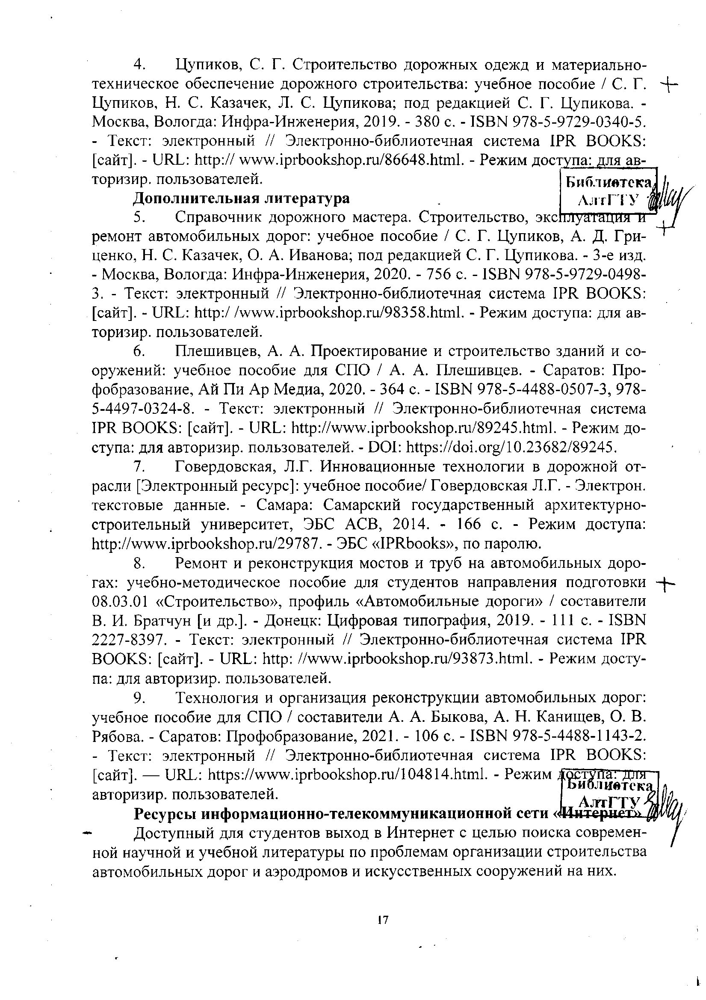 4. Цупиков, С. Г. Строительство дорожных одежд и материально-
техническое обеспечение дорожного строительства: учебное пособие / С. Г.
Цупиков, Н. С. Казачек, Л. С. Цупикова; под редакцией С. Г. Цупикова. -
Москва, Вологда: Инфра-Инженерия, 2019. - 380 с. - ISBN 978-5-9729-0340-5.
- Текст: электронный // Электронно-библиотечная система IPR BOOKS:
[сайт]. - URL: http:// www.iprbookshop.ru/86648.html. - Режим доступа: для ав-
торизир. пользователей.
Библиотека
АлтГТУ
Дополнительная литература
5. Справочник дорожного мастера. Строительство, эксплуатация и
ремонт автомобильных дорог: учебное пособие / С. Г. Цупиков, А. Д. Гри-
ценко, Н. С. Казачек, О. А. Иванова; под редакцией С. Г. Цупикова. - 3-е изд.
- Москва, Вологда: Инфра-Инженерия, 2020. - 756 с. - ISBN 978-5-9729-0498-
3. - Текст: электронный // Электронно-библиотечная система IPR BOOKS:
[сайт]. - URL: http:/ /www.iprbookshop.ru/98358.html. - Режим доступа: для ав-
торизир. пользователей.
6. Плешивцев, А. А. Проектирование и строительство зданий и со-
оружений: учебное пособие для СПО / А. А. Плешивцев. - Саратов: Про-
фобразование, Ай Пи Ар Медиа, 2020. - 364 с. - ISBN 978-5-4488-0507-3, 978-
5-4497-0324-8. - Текст: электронный // Электронно-библиотечная система
IPR BOOKS: [сайт]. - URL: http://www.iprbookshop.ru/89245.html. - Режим до-
ступа: для авторизир. пользователей. - DOI: https://doi.org/10.23682/89245.
7. Говердовская, Л.Г. Инновационные технологии в дорожной от-
расли [Электронный ресурс]: учебное пособие/ Говердовская Л.Г. - Электрон.
текстовые данные. - Самара: Самарский государственный архитектурно-
строительный университет, ЭБС АСВ, 2014. - 166 с. - Режим доступа:
http://www.iprbookshop.ru/29787. - ЭБС «IPRbooks», по паролю.
8. Ремонт и реконструкция мостов и труб на автомобильных доро-
гах: учебно-методическое пособие для студентов направления подготовки
08.03.01 «Строительство», профиль «Автомобильные дороги» / составители
В. И. Братчун [и др.]. - Донецк: Цифровая типография, 2019. - 111 с. - ISBN
2227-8397. - Текст: электронный // Электронно-библиотечная система IPR
BOOKS: [сайт]. - URL: http: //www.iprbookshop.ru/93873.html. - Режим досту-
па: для авторизир. пользователей.
9. Технология и организация реконструкции автомобильных дорог:
учебное пособие для СПО / составители А. А. Быкова, А. Н. Канищев, О. В.
Рябова. - Саратов: Профобразование, 2021. - 106 с. - ISBN 978-5-4488-1143-2.
- Текст: электронный // Электронно-библиотечная система IPR BOOKS:
[сайт]. — URL: https://www.iprbookshop.ru/104814.html. - Режим доступа: для
авторизир. пользователей.
Библиотека
АлтГТУ
Ресурсы информационно-телекоммуникационной сети «Интернет»
Доступный для студентов выход в Интернет с целью поиска современ-
ной научной и учебной литературы по проблемам организации строительства
автомобильных дорог и аэродромов и искусственных сооружений на них.
17